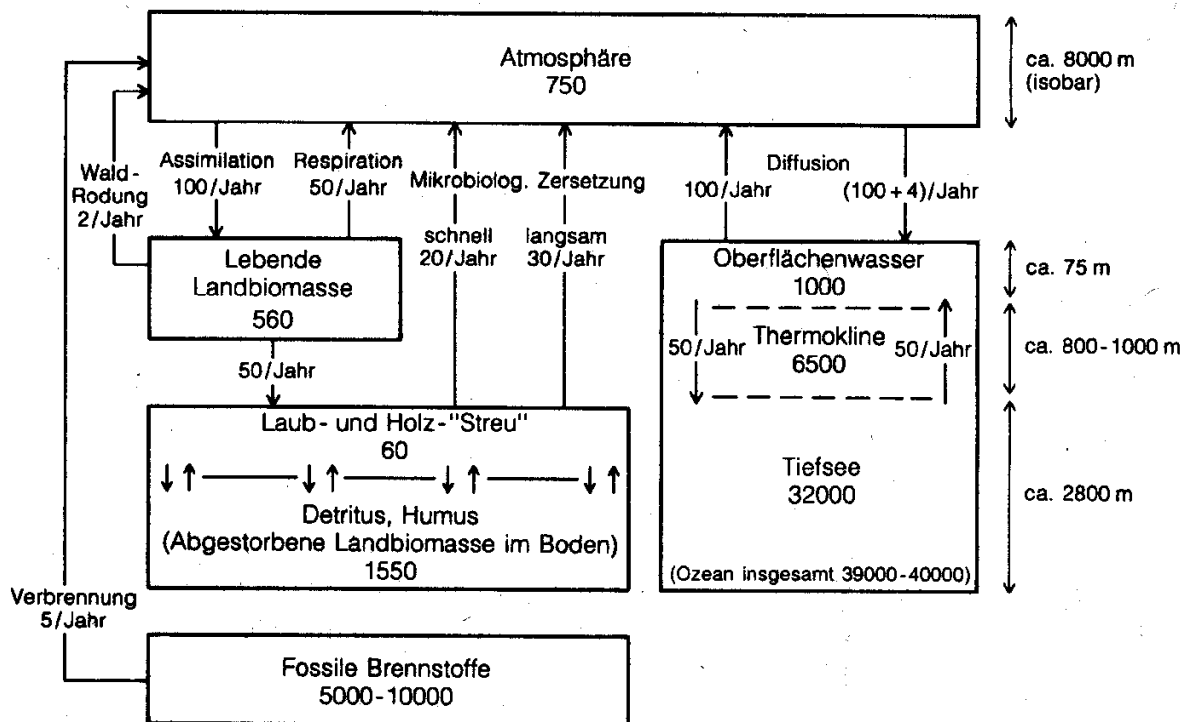 Atmosphäre
750
ca. 8000 m
(isobar)
Wald-
Rodung
2/Jahr
Assimilation
100/Jahr
Respiration
50/Jahr
Mikrobiolog. Zersetzung
schnell
20/Jahr
langsam
30/Jahr
Diffusion
100/Jahr
(100 + 4)/Jahr
Lebende
Landbiomasse
560
Oberflächenwasser
1000
ca. 75 m
50/Jahr
Thermokline
6500
50/Jahr
ca. 800-1000 m
50/Jahr
Laub- und Holz-"Streu"
60
Detritus, Humus
(Abgestorbene Landbiomasse im Boden)
1550
Tiefsee
32000
(Ozean insgesamt 39000-40000)
ca. 2800 m
Verbrennung
5/Jahr
Fossile Brennstoffe
5000-10000